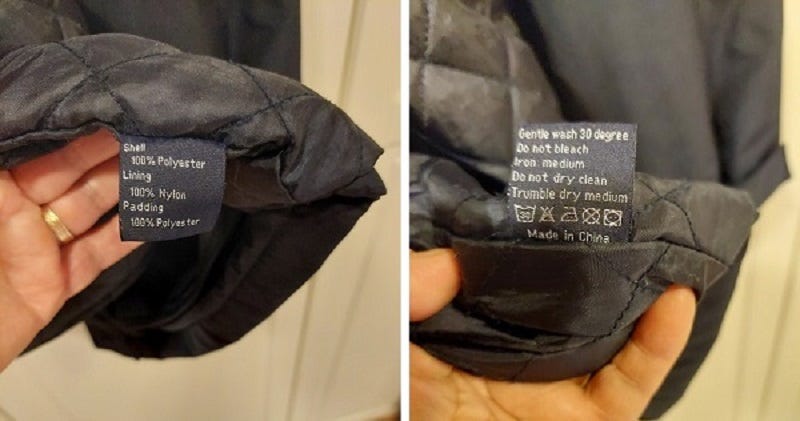 Shell
100% Polyester
Lining
100% Nylon
Padding
100% Polyester
Gentle wash 30 degree
Do not bleach
Iron: medium
Do not dry clean
Trumble dry medium
Made in China